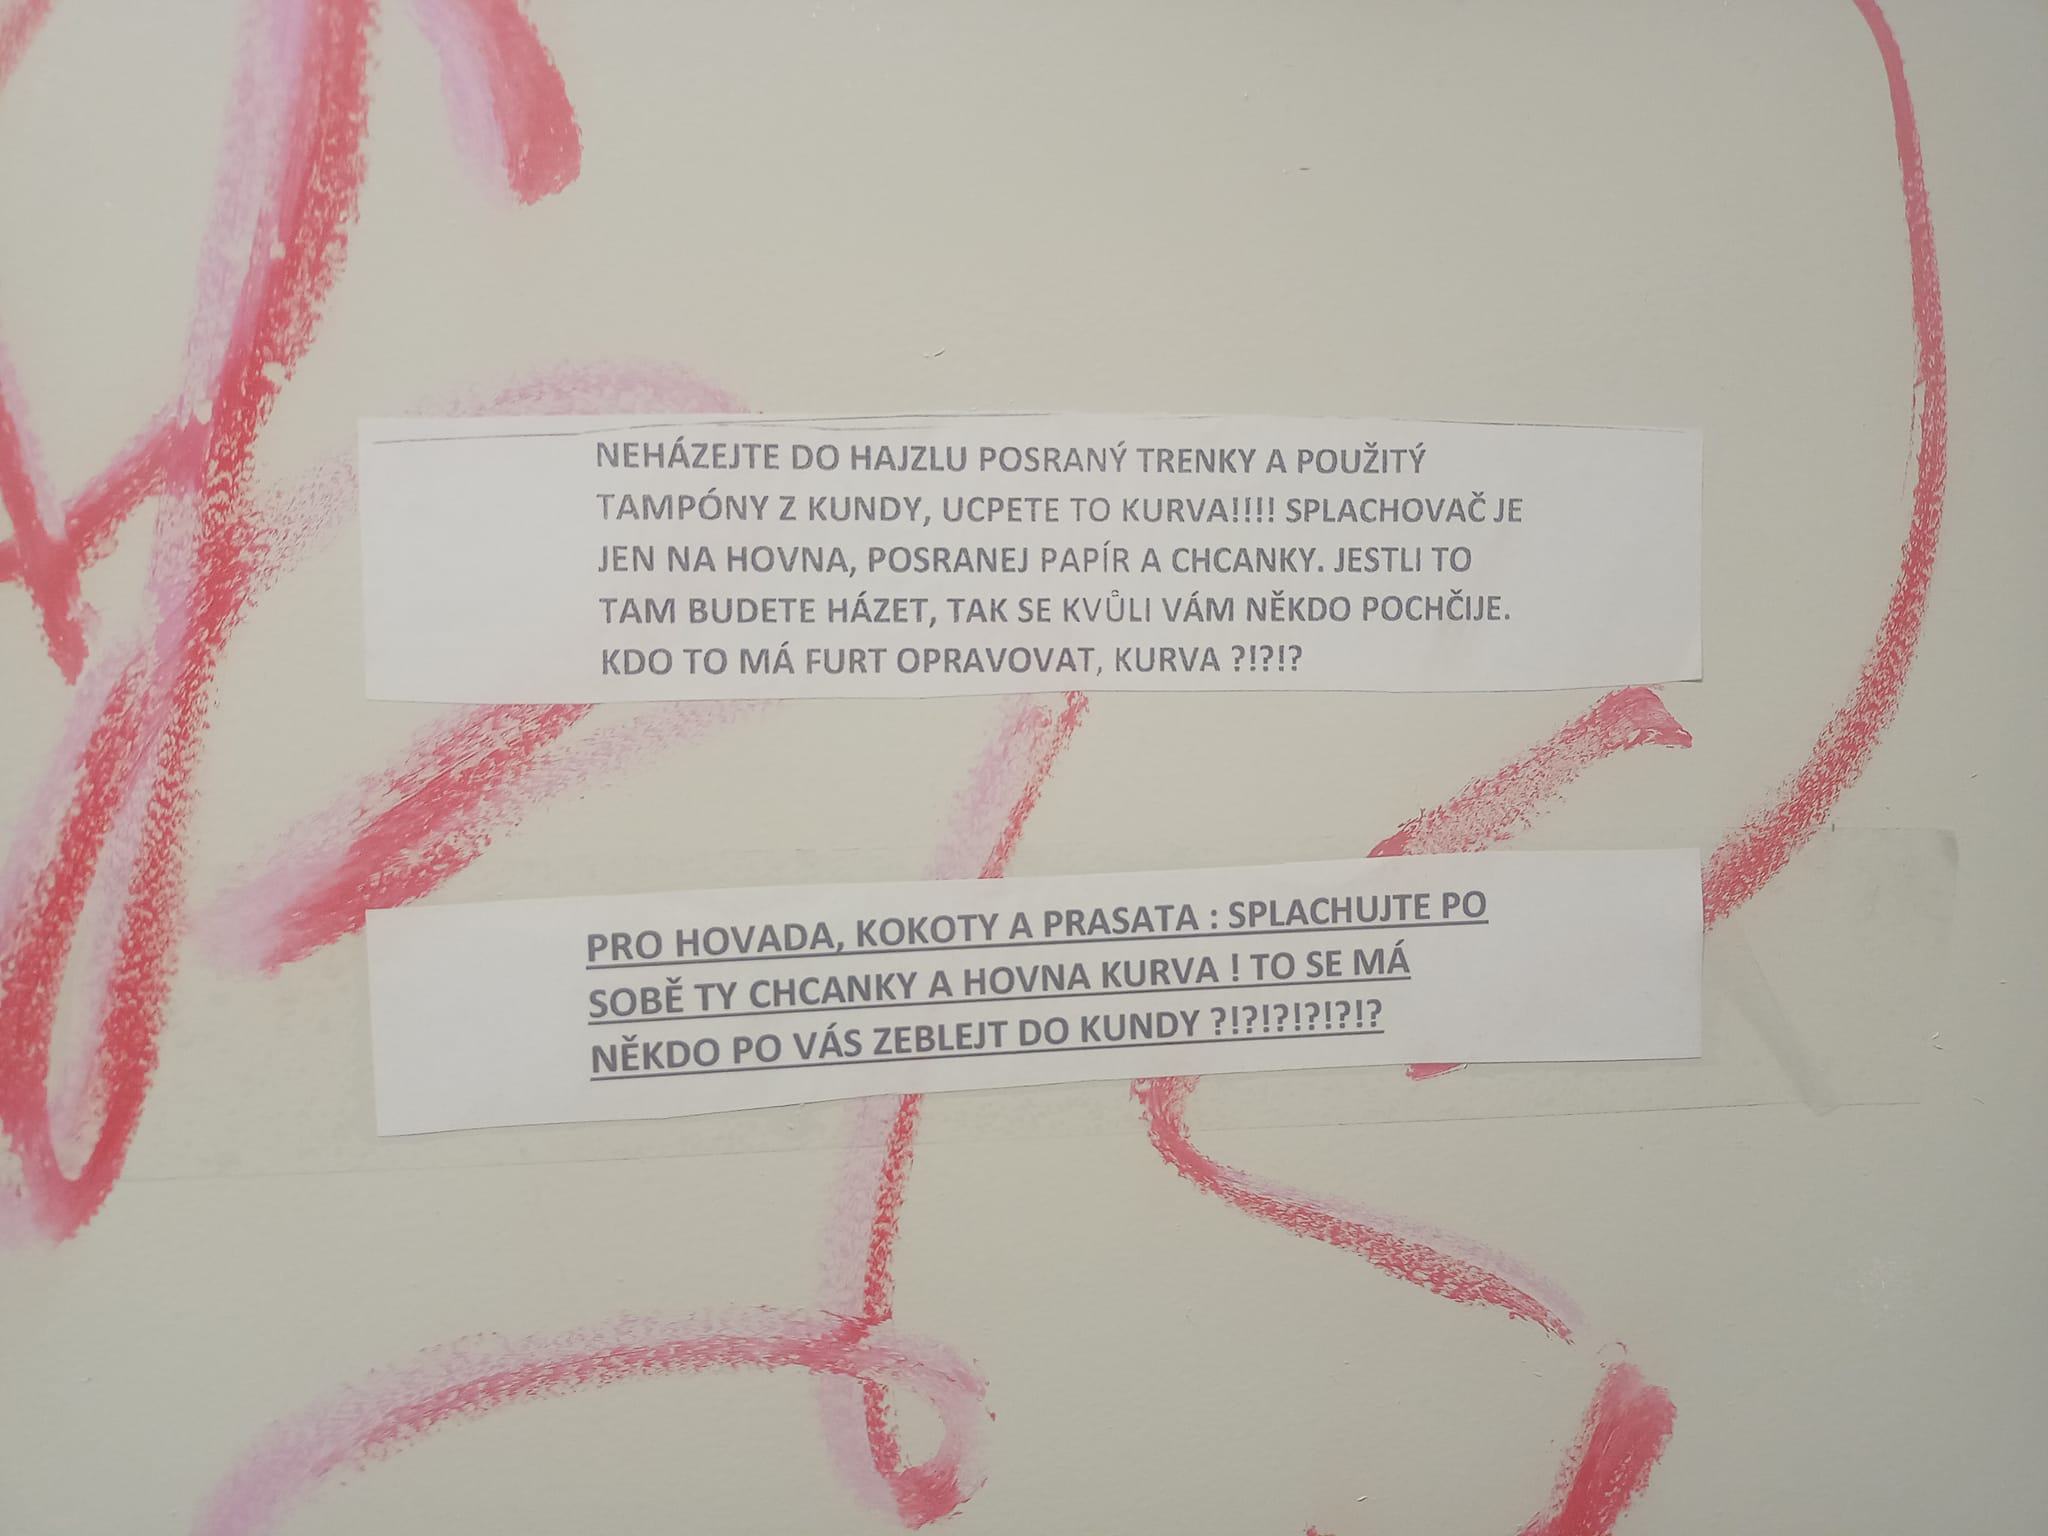 NEHÁZEJTE DO HAJZLU POSRANÝ TRENKY A POUŽITÝ
TAMPÓNY Z KUNDY, UCPETE TO KURVA!!!! SPLACHOVAČ JE
JEN NA HOVNA, POSRANEJ PAPÍR A CHCANKY. JESTLI TO
TAM BUDETE HÁZET, TAK SE KVŮLI VÁM NĚKDO POCHČIJE.
KDO TO MÁ FURT OPRAVOVAT, KURVA ?!?!?
PRO HOVADA, KOKOTY A PRASATA : SPLACHUJTE PO
SOBĚ TY CHCANKY A HOVNA KURVA ! TO SE MÁ
NĚKDO PO VÁS ZEBLEJT DO KUNDY ?!?!?!?!?!?